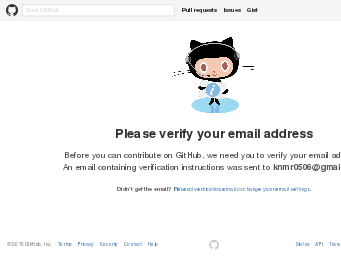 Search GitHub
Pull requests Issues Gist
Please verify your email address
Before you can contribute on GitHub, we need you to verify your email ad
An email containing verification instructions was sent to knmr0506@gmai
Didn't get the email? Resend verification email or change your email settings.
© 2015 GitHub, Inc. Terms Privacy Security Contact Help
Status API Train